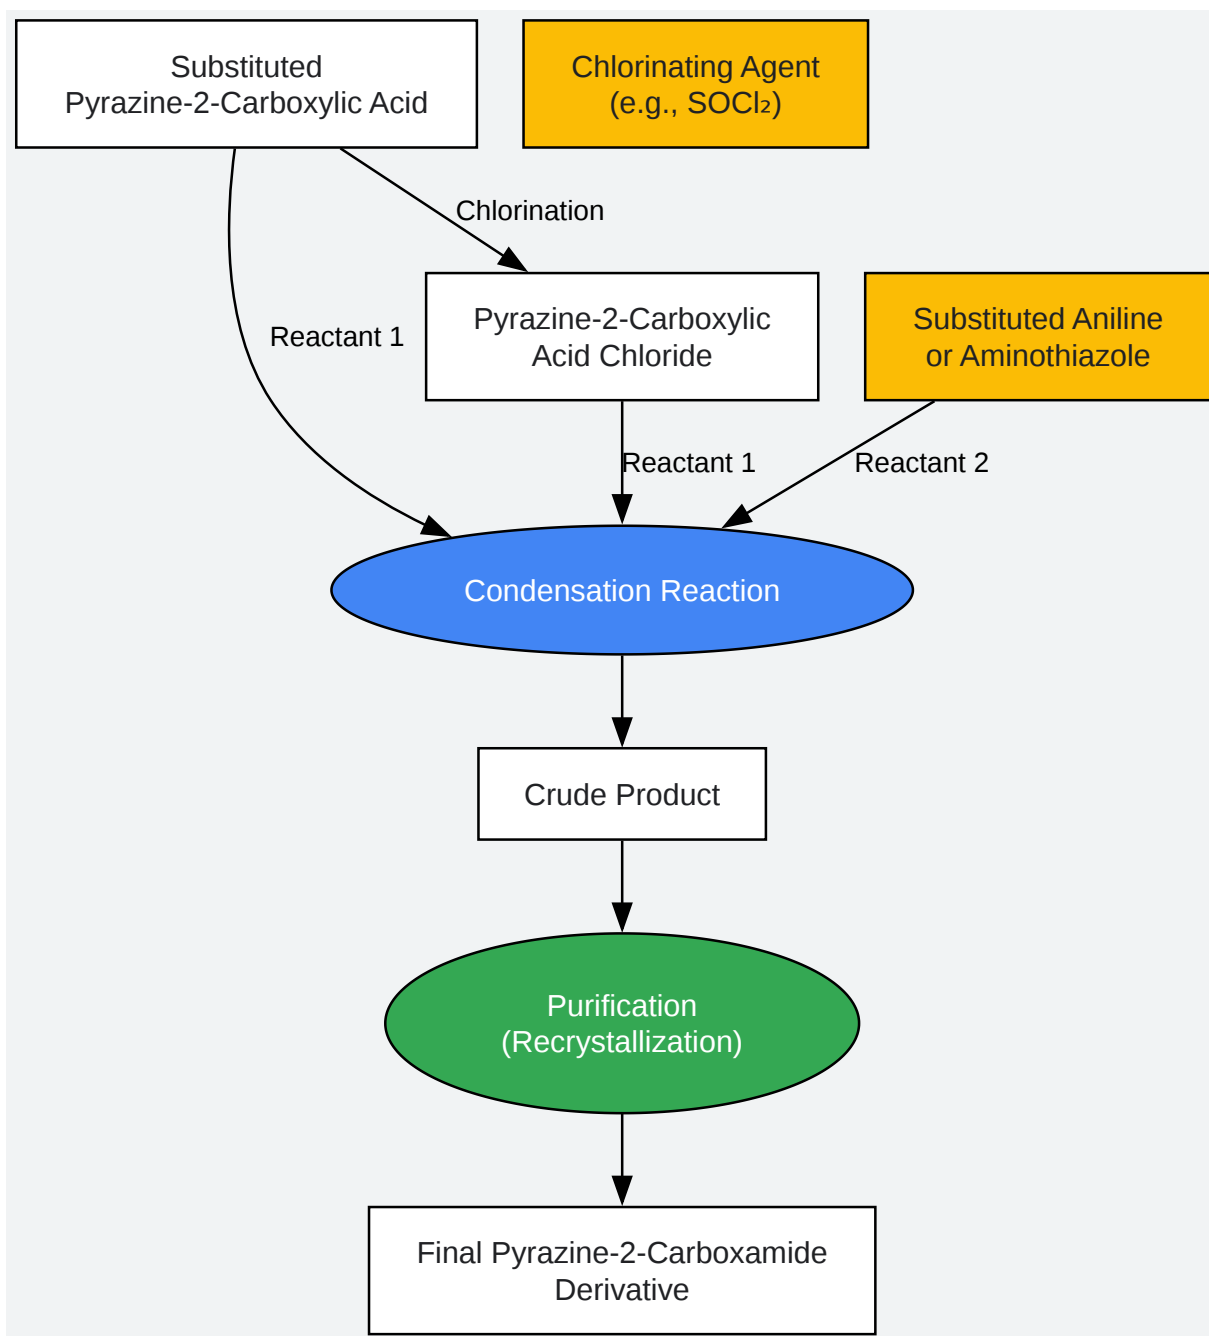 Substituted
Pyrazine-2-Carboxylic Acid
Chlorinating Agent
(e.g., SOCl₂)
Chlorination
Reactant 1
Pyrazine-2-Carboxylic
Acid Chloride
Substituted Aniline
or Aminothiazole
Reactant 1
Reactant 2
Condensation Reaction
Crude Product
Purification
(Recrystallization)
Final Pyrazine-2-Carboxamide
Derivative